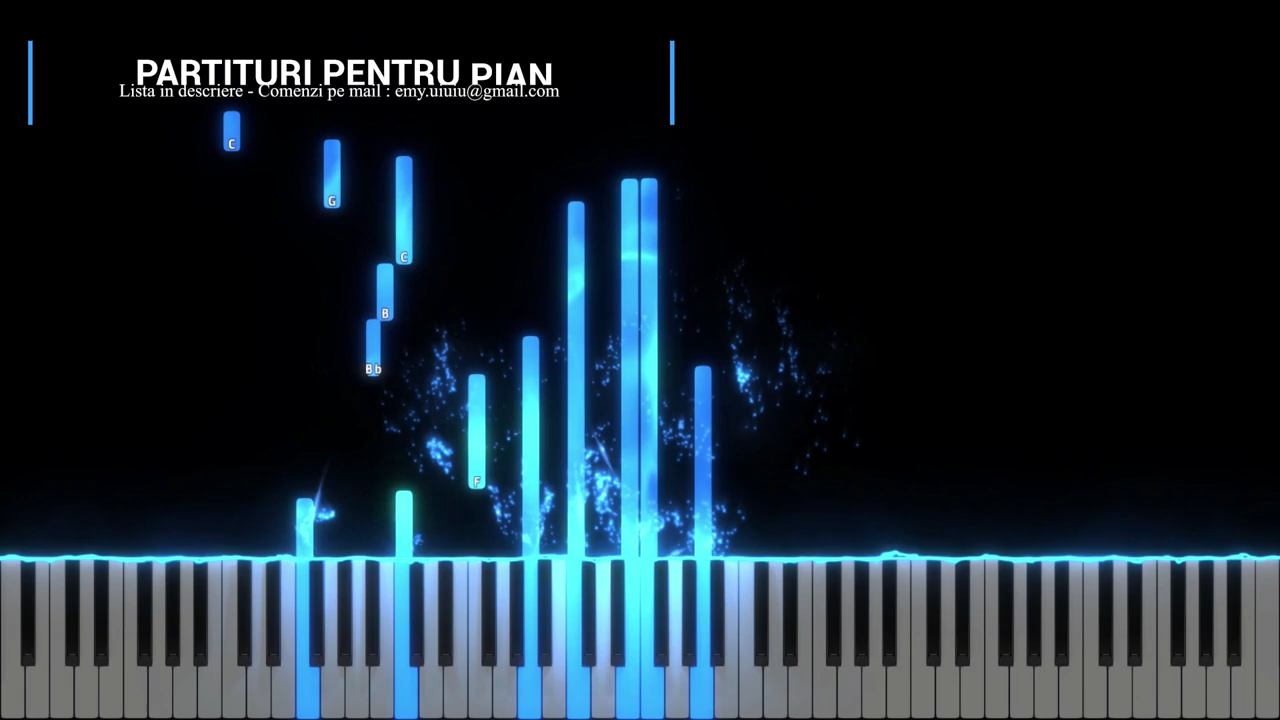 PARTITURI PENTRU PIAN
Lista in descriere - Comenzi pe mail : emy.uiuiu@gmail.com
C
G
C
B
Bb
F